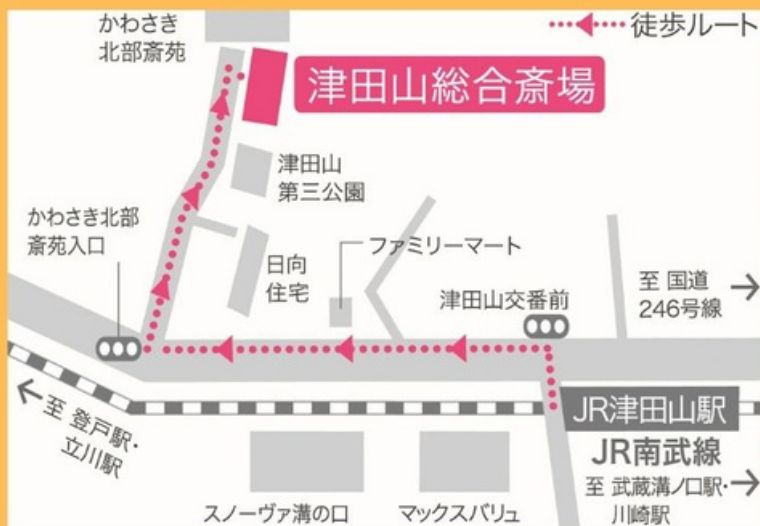 かわさき
北部斎苑
徒歩ルート
津田山総合斎場
津田山
第三公園
かわさき北部
斎苑入口
日向
住宅
ファミリーマート
津田山交番前
至 国道
246号線
至 登戸駅・
立川駅
JR津田山駅
JR南武線
至 武蔵溝ノ口駅・
川崎駅
スノーヴァ溝の口
マックスバリュ